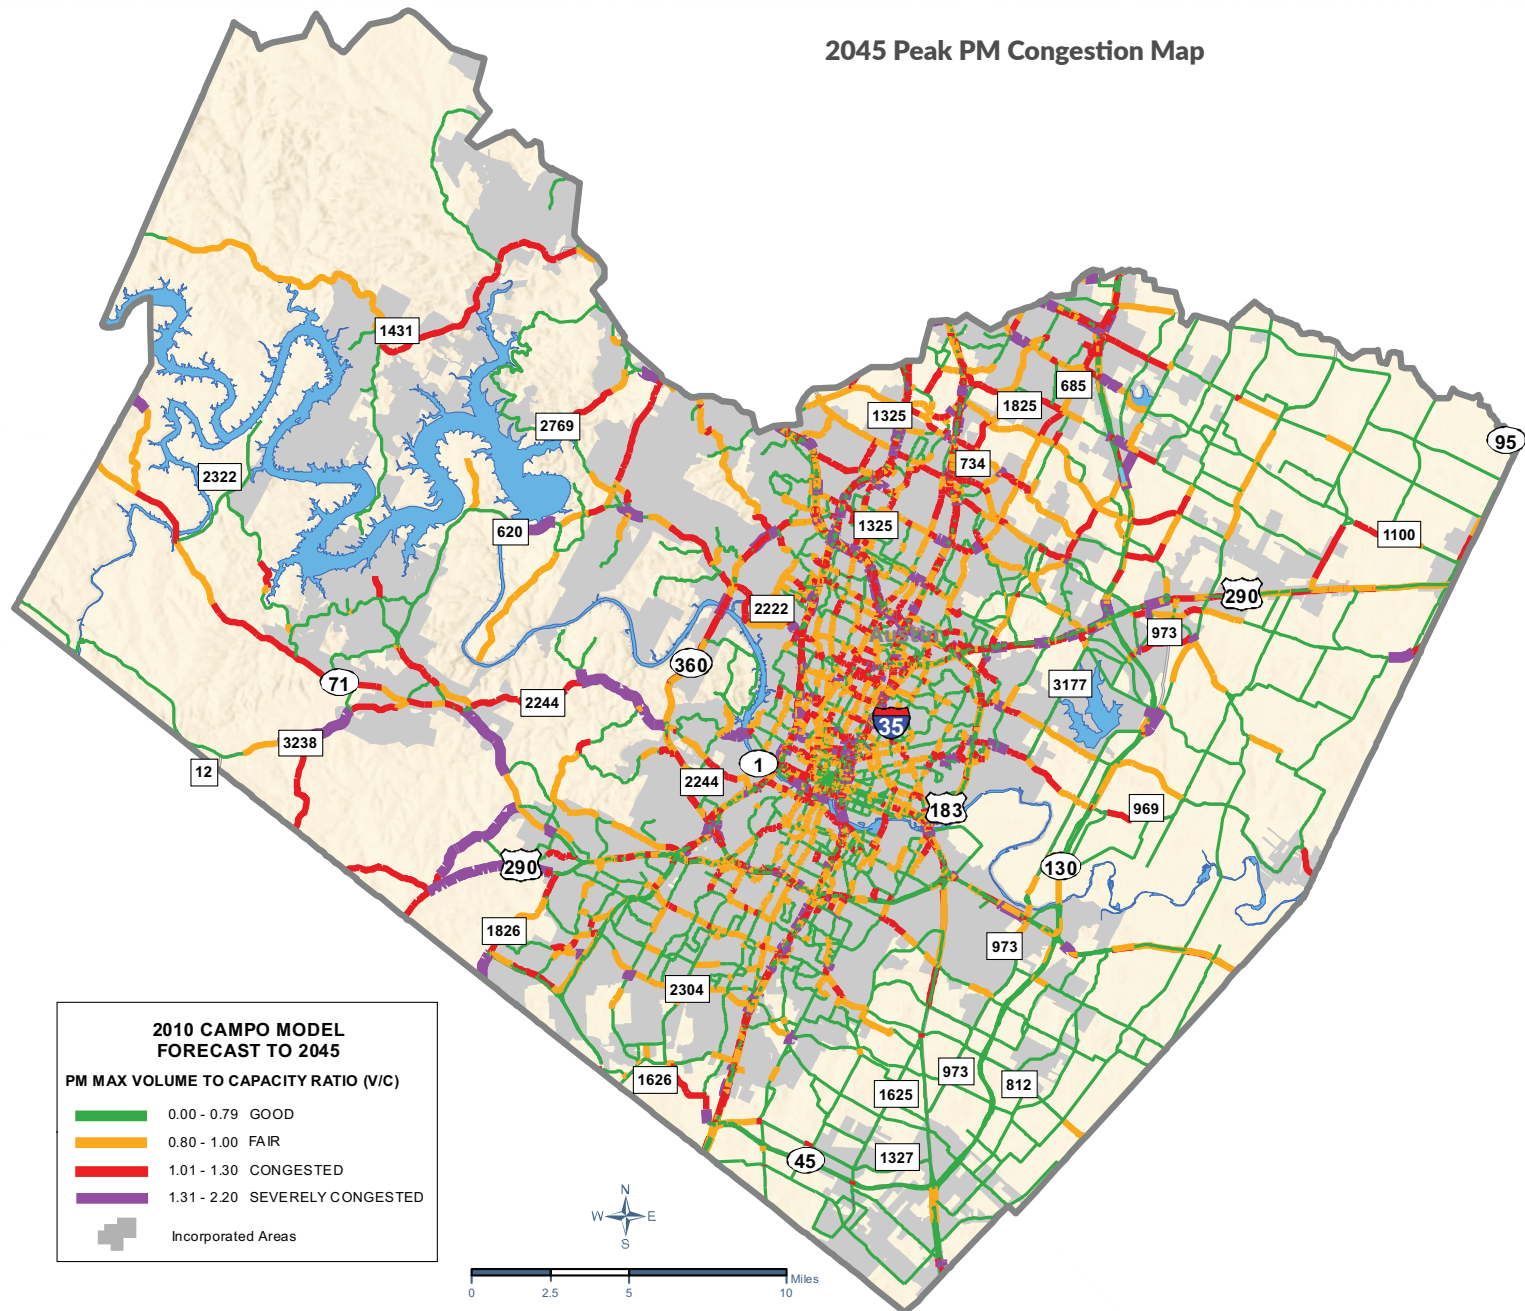 2045 Peak PM Congestion Map
1431
2769
2322
620
1325
1825
685
734
95
1325
1100
290
2222
973
360
71
2244
3177
35
Austin
3238
12
1
2244
183
969
290
130
1826
973
2304
1626
973
812
1625
1327
45
2010 CAMPO MODEL
FORECAST TO 2045
PM MAX VOLUME TO CAPACITY RATIO (V/C)
0.00 - 0.79 GOOD
0.80 - 1.00 FAIR
1.01 - 1.30 CONGESTED
1.31 - 2.20 SEVERELY CONGESTED
Incorporated Areas
N
W E
S
Miles
0 2.5 5 10